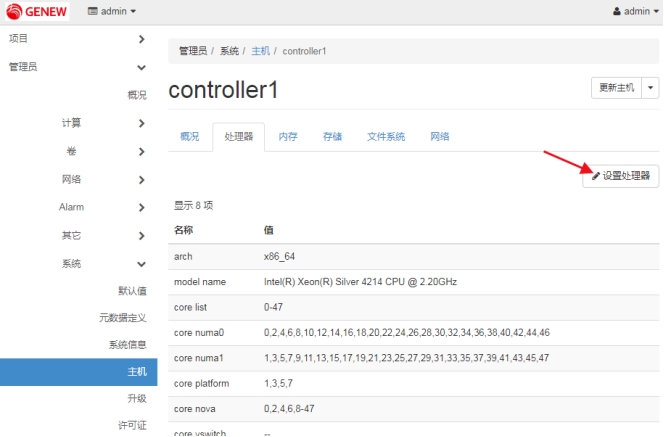 GENEW admin admin
项目
管理员
概况
计算
卷
网络
Alarm
其它
系统
默认值
元数据定义
系统信息
主机
升级
许可证
管理员 / 系统 / 主机 / controller1
controller1 更新主机
概况 处理器 内存 存储 文件系统 网络
设置处理器
显示 8 项
名称 值
arch x86_64
model name Intel(R) Xeon(R) Silver 4214 CPU @ 2.20GHz
core list 0-47
core numa0 0,2,4,6,8,10,12,14,16,18,20,22,24,26,28,30,32,34,36,38,40,42,44,46
core numa1 1,3,5,7,9,11,13,15,17,19,21,23,25,27,29,31,33,35,37,39,41,43,45,47
core platform 1,3,5,7
core nova 0,2,4,6,8-47
core vswitch --